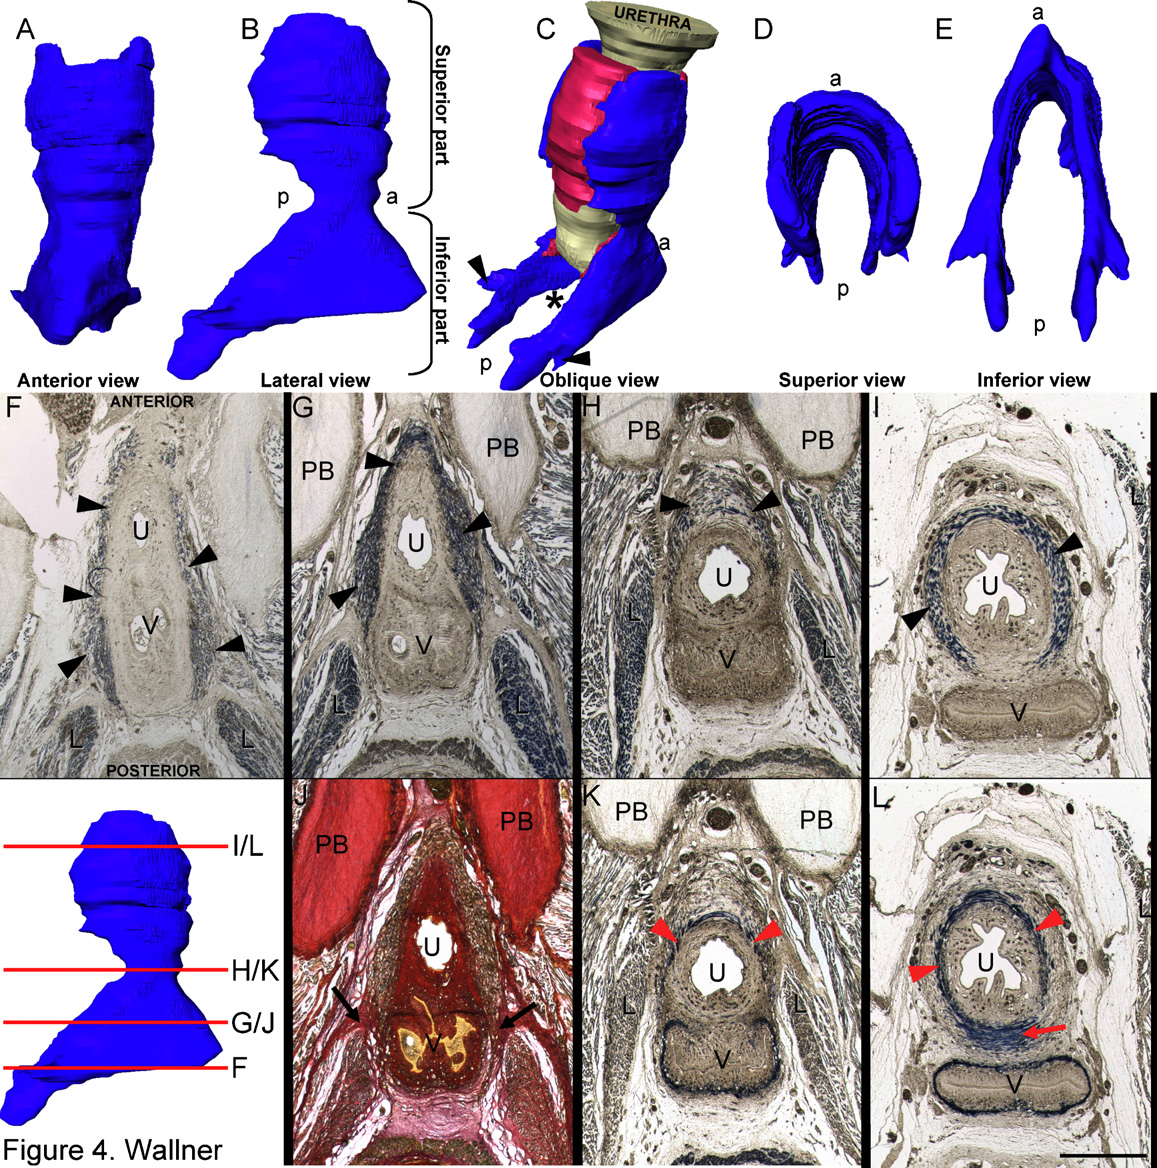 A
B
C
D
E
URETHRA
a
a
p
a
a
p
a
p
p
p
Superior part
Inferior part
*
Anterior view
Lateral view
Oblique view
Superior view
Inferior view
F
ANTERIOR
U
V
L
L
POSTERIOR
G
PB
PB
U
V
L
L
H
PB
PB
U
L
L
V
I
L
U
V
I/L
H/K
G/J
F
J
PB
PB
U
V
K
PB
PB
U
L
L
V
L
L
U
V
Figure 4. Wallner